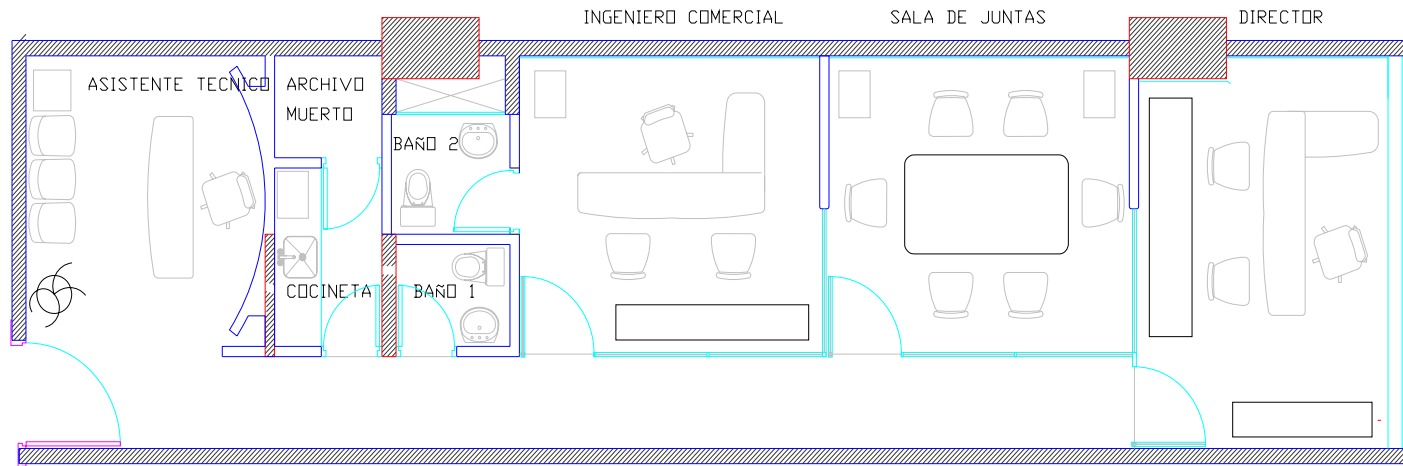 INGENIERO COMERCIAL
SALA DE JUNTAS
DIRECTOR
ASISTENTE TECNICO
ARCHIVO
MUERTO
BAÑO 2
COCINETA
BAÑO 1